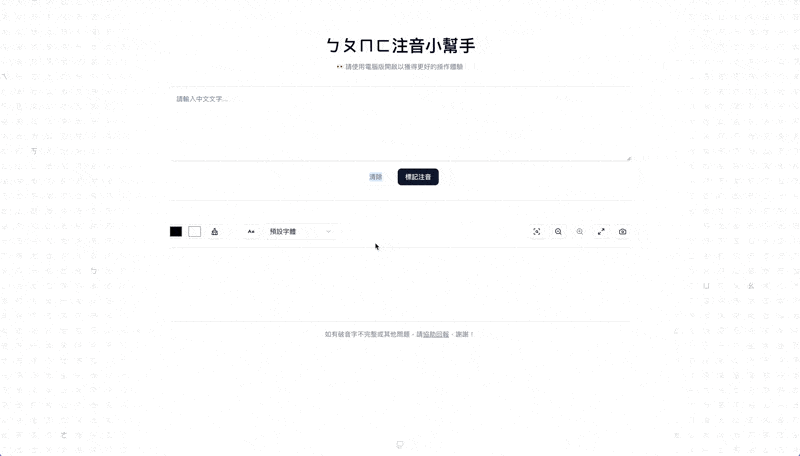 ㄅㄆㄇㄈ注音小幫手
👀 請使用電腦版開啟以獲得更好的操作體驗
請輸入中文文字...
清除
標記注音
Aa
預設字體
如有破音字不完整或其他問題，請協助回報，謝謝！